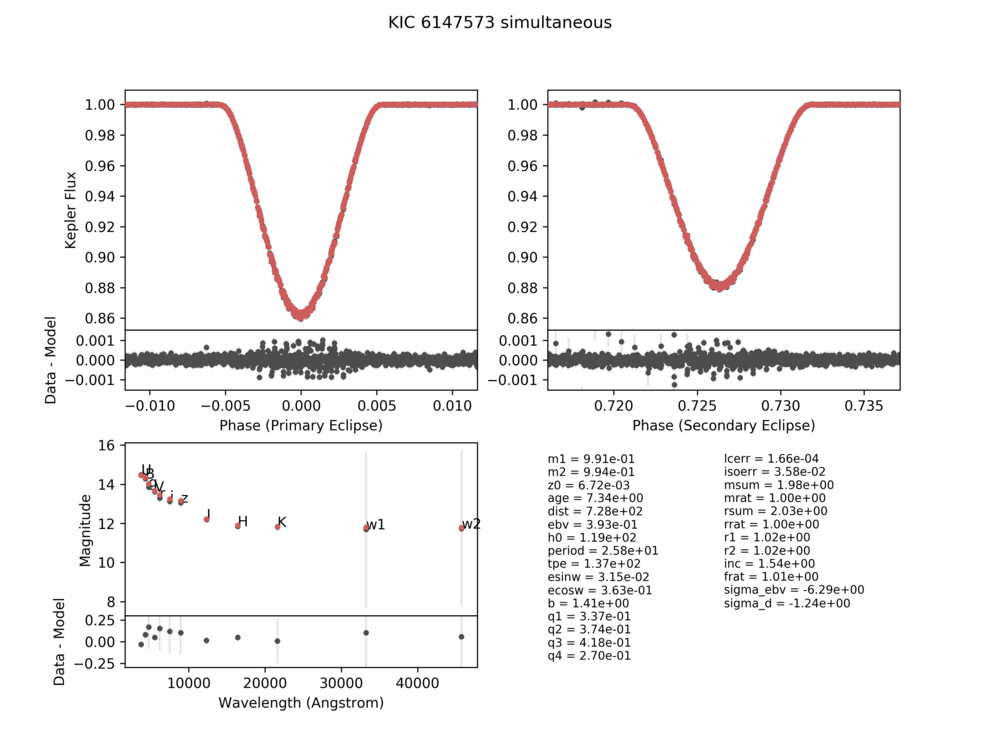 KIC 6147573 simultaneous
Kepler Flux
1.00
0.98
0.96
0.94
0.92
0.90
0.88
0.86
Data - Model
0.001
0.000
−0.001
−0.010
−0.005
0.000
0.005
0.010
Phase (Primary Eclipse)
1.00
0.98
0.96
0.94
0.92
0.90
0.88
0.86
0.001
0.000
−0.001
0.720
0.725
0.730
0.735
Phase (Secondary Eclipse)
Magnitude
16
14
12
10
8
B
V
r
i
z
J
H
K
w1
w2
Data - Model
0.25
0.00
−0.25
10000
20000
30000
40000
Wavelength (Angstrom)
m1 = 9.91e-01
m2 = 9.94e-01
z0 = 6.72e-03
age = 7.34e+00
dist = 7.28e+02
ebv = 3.93e-01
h0 = 1.19e+02
period = 2.58e+01
tpe = 1.37e+02
esinw = 3.15e-02
ecosw = 3.63e-01
b = 1.41e+00
q1 = 3.37e-01
q2 = 3.74e-01
q3 = 4.18e-01
q4 = 2.70e-01
lcerr = 1.66e-04
isoerr = 3.58e-02
msum = 1.98e+00
mrat = 1.00e+00
rsum = 2.03e+00
rrat = 1.00e+00
r1 = 1.02e+00
r2 = 1.02e+00
inc = 1.54e+00
frat = 1.01e+00
sigma_ebv = -6.29e+00
sigma_d = -1.24e+00